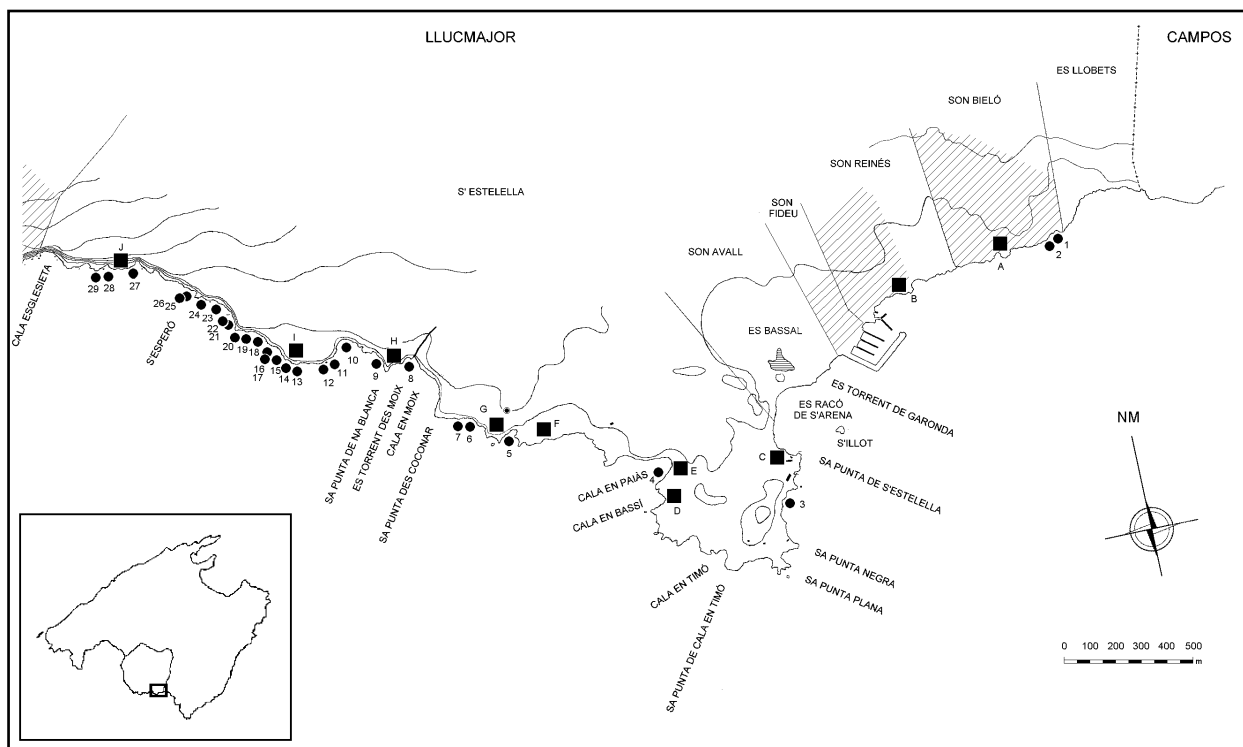 LLUCMAJOR
CAMPOS
ES LLOBETS
SON BIELÓ
SON REINÉS
S' ESTELELLA
SON
FIDEU
SON AVALL
J
A
1
2
B
CALA ESGLESIETA
29
28
27
26
25
24
23
22
21
20
19
18
17
16
15
14
13
12
11
10
9
8
I
H
S'ESPERÓ
ES BASSAL
SA PUNTA DE NA BLANCA
ES TORRENT DES MOIX
CALA EN MOIX
SA PUNTA DES COCONAR
7
6
G
5
F
ES RACÓ
DE S'ARENA
ES TORRENT DE GARONDA
S'ILLOT
C
SA PUNTA DE S'ESTELELLA
CALA EN PAIÀS
4
E
CALA EN BASSÍ
D
3
NM
CALA EN TIMÓ
SA PUNTA DE CALA EN TIMÓ
SA PUNTA NEGRA
SA PUNTA PLANA
0 100 200 300 400 500
m